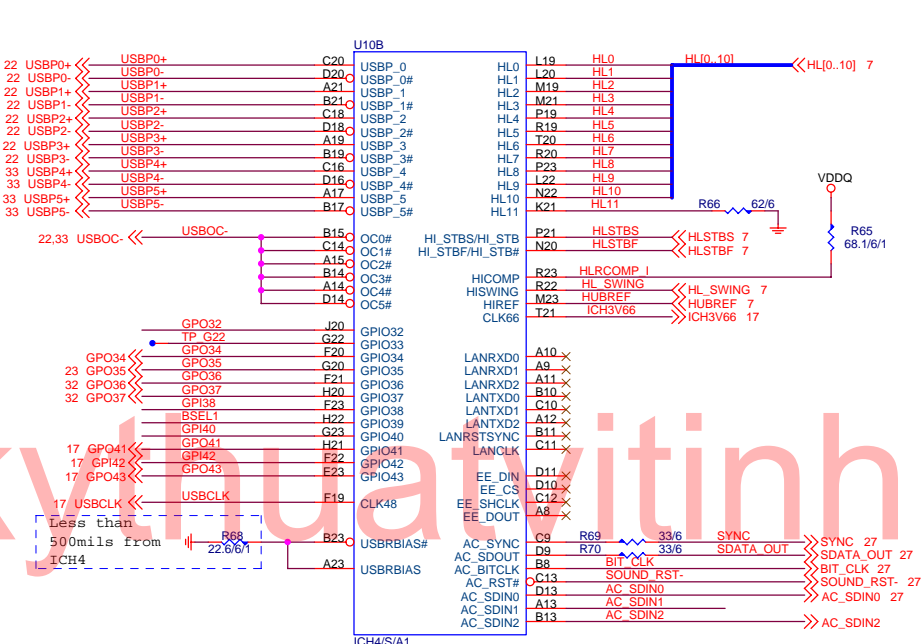 U10B
22 USBP0+ USBP0+ C20 USBP_0 HL0 L19 HL0 HL[0..10] HL[0..10] 7
22 USBP0- USBP0- D20 USBP_0# HL1 L20 HL1
22 USBP1+ USBP1+ A21 USBP_1 HL2 M19 HL2
22 USBP1- USBP1- B21 USBP_1# HL3 M21 HL3
22 USBP2+ USBP2+ C18 USBP_2 HL4 P19 HL4
22 USBP2- USBP2- D18 USBP_2# HL5 R19 HL5
22 USBP3+ USBP3+ A19 USBP_3 HL6 T20 HL6
22 USBP3- USBP3- B19 USBP_3# HL7 R20 HL7
33 USBP4+ USBP4+ C16 USBP_4 HL8 P23 HL8
33 USBP4- USBP4- D16 USBP_4# HL9 L22 HL9
33 USBP5+ USBP5+ A17 USBP_5 HL10 N22 HL10
33 USBP5- USBP5- B17 USBP_5# HL11 K21 HL11 R66 62/6
VDDQ
R65
68.1/6/1
22,33 USBOC- USBOC- B15 OC0# HI_STBS/HI_STB P21 HLSTBS HLSTBS 7
C14 OC1# HI_STBF/HI_STB# N20 HLSTBF HLSTBF 7
A15 OC2#
B14 OC3# HICOMP R23 HLRCOMP_I
A14 OC4# HISWING R22 HL_SWING HL_SWING 7
D14 OC5# HIREF M23 HUBREF HUBREF 7
CLK66 T21 ICH3V66 ICH3V66 17
GPO32 J20 GPIO32
TP_G22 G22 GPIO33
GPO34 GPO34 F20 GPIO34 LANRXD0 A10
23 GPO35 GPO35 G20 GPIO35 LANRXD1 A9
32 GPO36 GPO36 F21 GPIO36 LANRXD2 A11
32 GPO37 GPO37 H20 GPIO37 LANTXD0 B10
GPI38 F23 GPIO38 LANTXD1 C10
BSEL1 H22 GPIO39 LANTXD2 A12
GPI40 G23 GPIO40 LANRSTSYNC B11
17 GPO41 GPO41 H21 GPIO41 LANCLK C11
17 GPI42 GPI42 F22 GPIO42
17 GPO43 GPO43 E23 GPIO43 EE_DIN D11
EE_CS D10
17 USBCLK USBCLK F19 CLK48 EE_SHCLK C12
EE_DOUT A8
kythuatvitinh
Less than
500mils from
ICH4
R68
22.6/6/1
B23 USBRBIAS# AC_SYNC C9 R69 33/6 SYNC SYNC 27
AC_SDOUT D9 R70 33/6 SDATA_OUT SDATA_OUT 27
A23 USBRBIAS AC_BITCLK B8 BIT_CLK BIT_CLK 27
AC_RST# C13 SOUND_RST- SOUND_RST- 27
AC_SDIN0 D13 AC_SDIN0 AC_SDIN0 27
AC_SDIN1 A13 AC_SDIN1
AC_SDIN2 B13 AC_SDIN2 AC_SDIN2
ICH4/S/A1